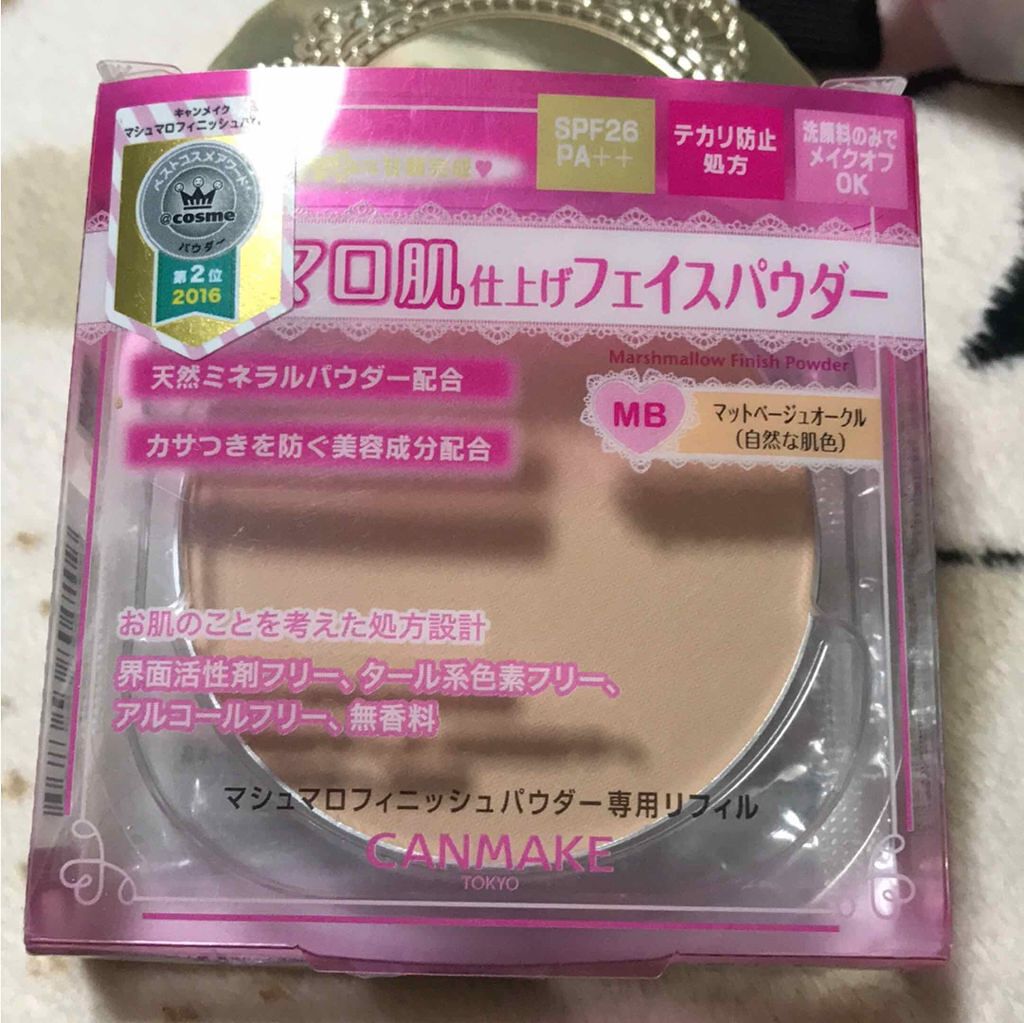 キャンメイク
マシュマロフィニッシュパウ
ベストコスメアワード
@cosme
パウダー
第2位
2016
SPF26
PA++
テカリ防止
処方
洗顔料のみで
メイクオフ
OK
マロ肌仕上げフェイスパウダー
Marshmallow Finish Powder
天然ミネラルパウダー配合
MB
マットベージュオークル
(自然な肌色)
カサつきを防ぐ美容成分配合
お肌のことを考えた処方設計
界面活性剤フリー、タール系色素フリー、
アルコールフリー、無香料
マシュマロフィニッシュパウダー専用リフィル
CANMAKE
TOKYO